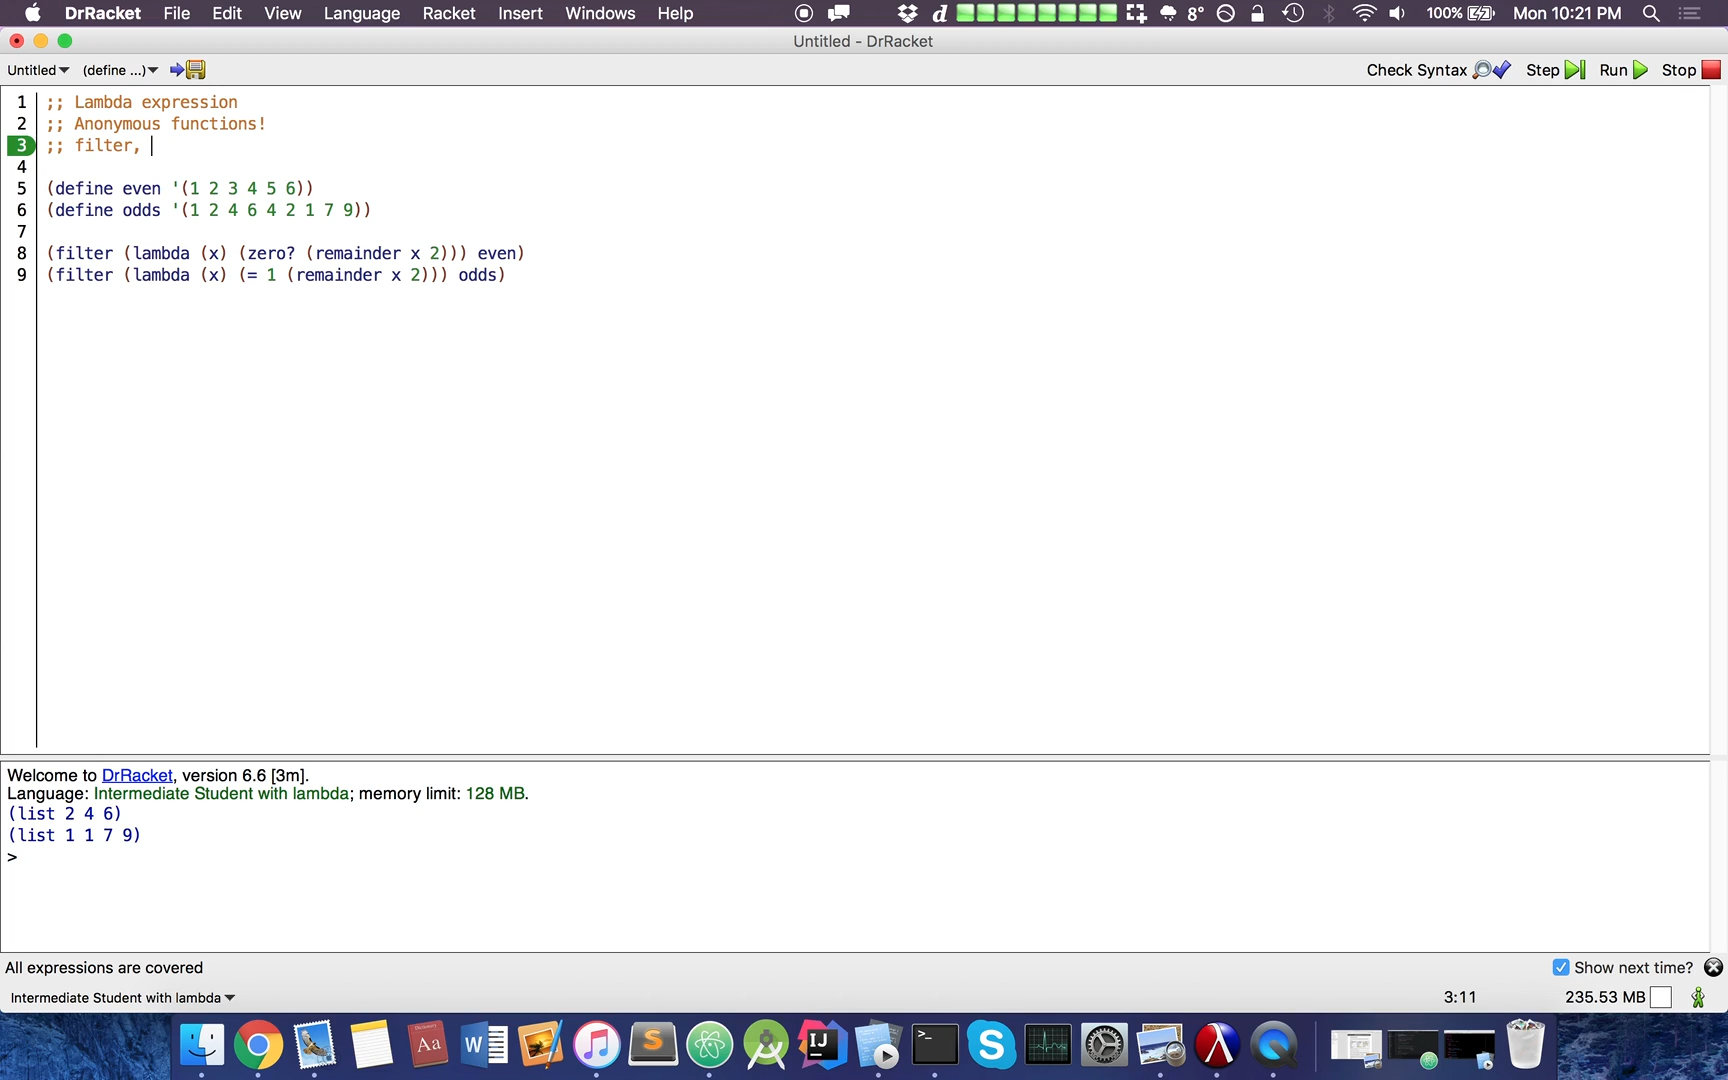 DrRacket File Edit View Language Racket Insert Windows Help d 8° 100% Mon 10:21 PM
Untitled - DrRacket
Untitled (define ...) Check Syntax Step Run Stop
1 ;; Lambda expression
2 ;; Anonymous functions!
3 ;; filter,
4
5 (define even '(1 2 3 4 5 6))
6 (define odds '(1 2 4 6 4 2 1 7 9))
7
8 (filter (lambda (x) (zero? (remainder x 2))) even)
9 (filter (lambda (x) (= 1 (remainder x 2))) odds)
Welcome to DrRacket, version 6.6 [3m].
Language: Intermediate Student with lambda; memory limit: 128 MB.
(list 2 4 6)
(list 1 1 7 9)
>
All expressions are covered Show next time?
Intermediate Student with lambda 3:11 235.53 MB
Aa W S IJ >_ S